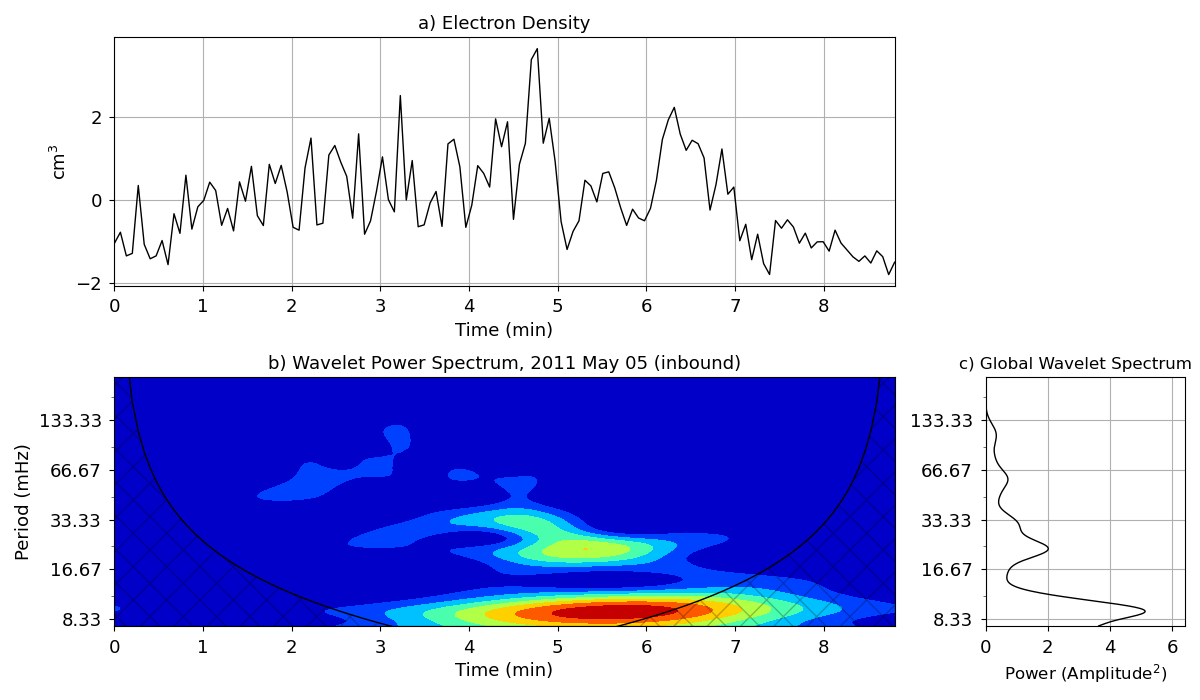 a) Electron Density
cm³
2
0
−2
0 1 2 3 4 5 6 7 8
Time (min)
b) Wavelet Power Spectrum, 2011 May 05 (inbound)
Period (mHz)
133.33
66.67
33.33
16.67
8.33
0 1 2 3 4 5 6 7 8
Time (min)
c) Global Wavelet Spectrum
133.33
66.67
33.33
16.67
8.33
0 2 4 6
Power (Amplitude²)